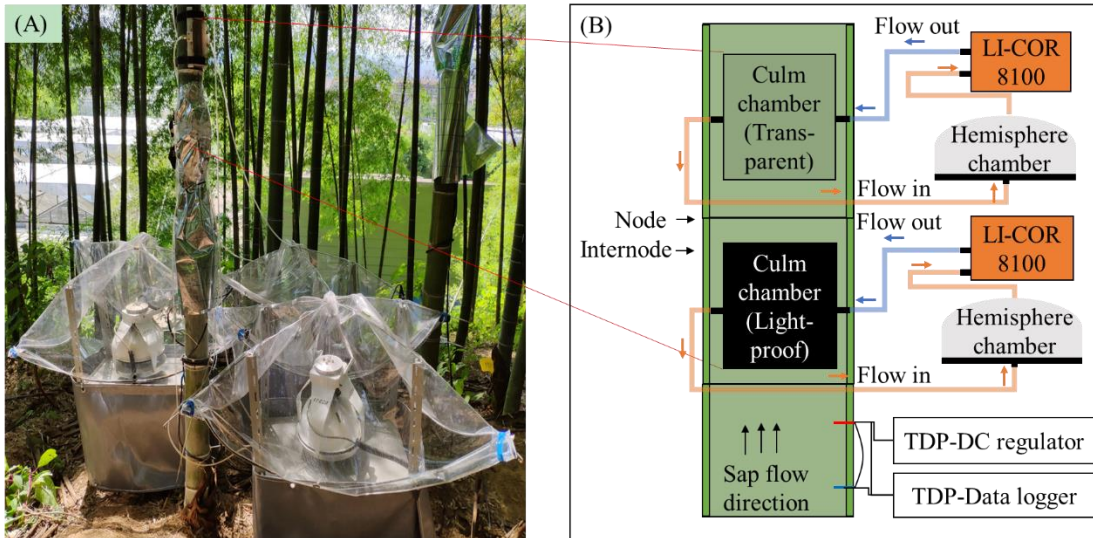 (A)
(B)
Flow out
LI-COR
8100
Culm
chamber
(Trans-
parent)
Hemisphere
chamber
Flow in
Node
Internode
Flow out
LI-COR
8100
Culm
chamber
(Light-
proof)
Hemisphere
chamber
Flow in
Sap flow
direction
TDP-DC regulator
TDP-Data logger